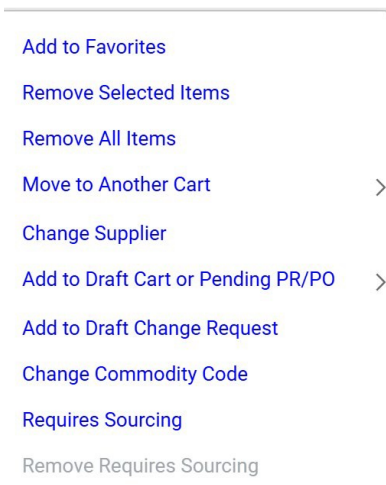 Add to Favorites
Remove Selected Items
Remove All Items
Move to Another Cart
Change Supplier
Add to Draft Cart or Pending PR/PO
Add to Draft Change Request
Change Commodity Code
Requires Sourcing
Remove Requires Sourcing